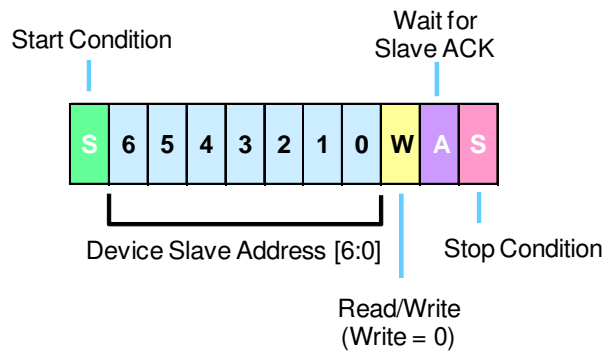 Wait for
Slave ACK
Start Condition
S 6 5 4 3 2 1 0 W A S
Device Slave Address [6:0]
Stop Condition
Read/Write
(Write = 0)